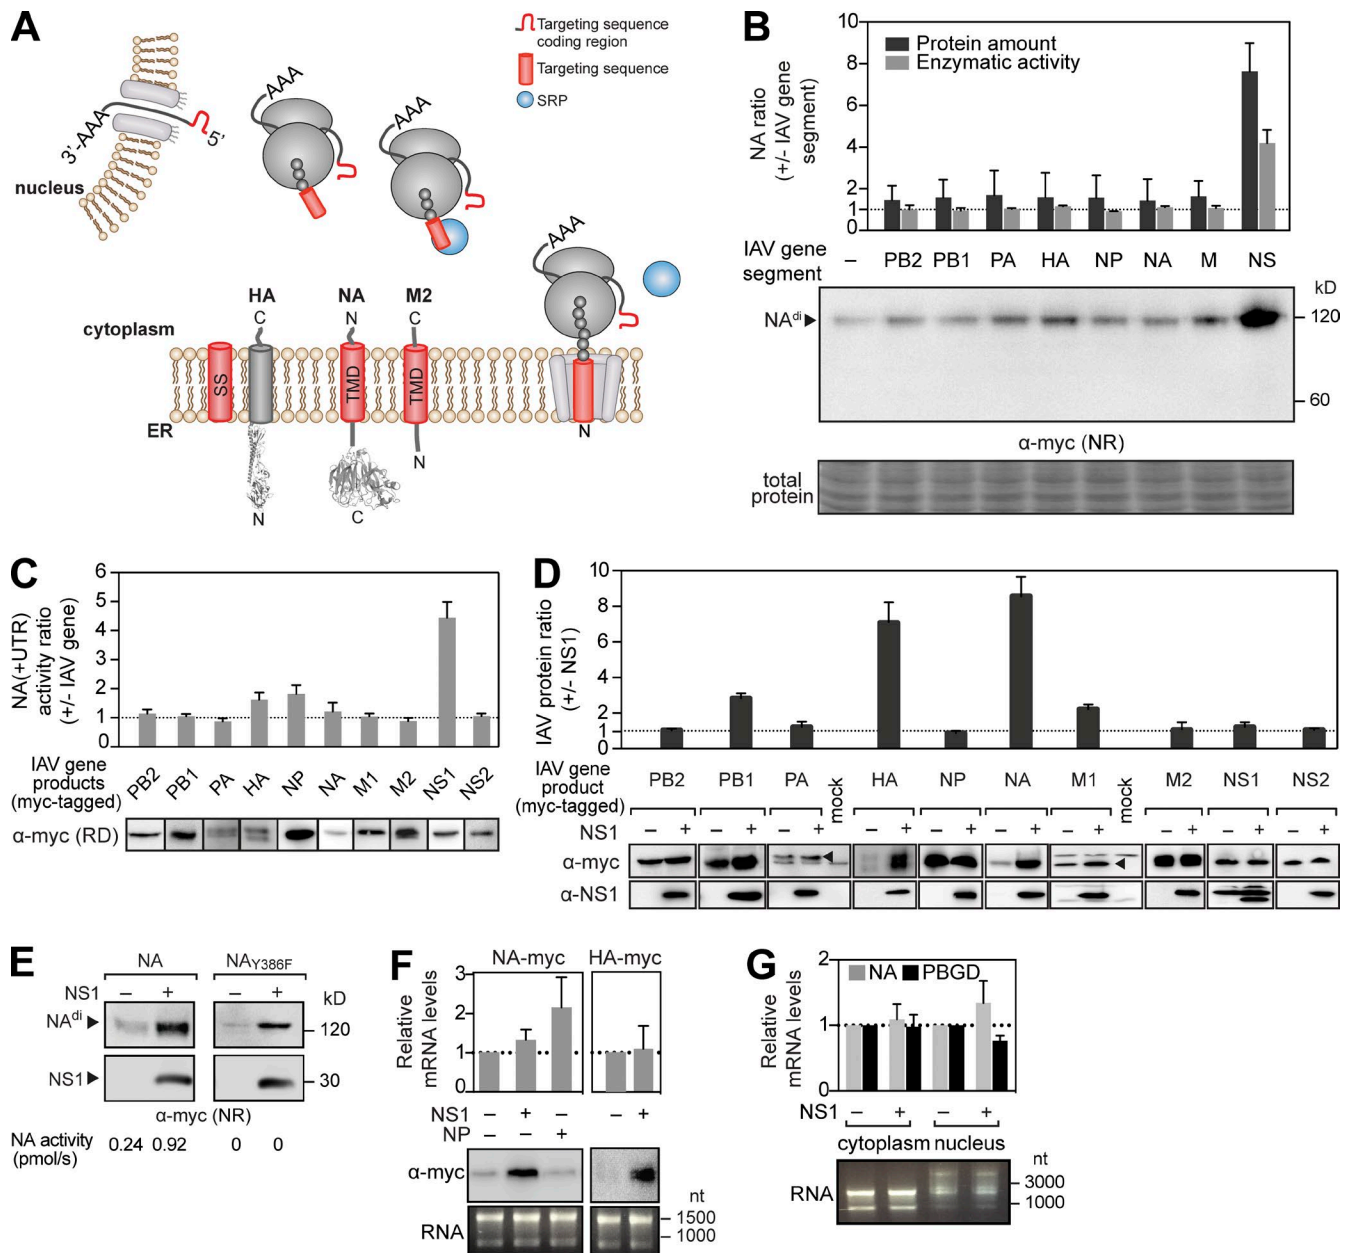 A
Targeting sequence
coding region
Targeting sequence
SRP
3'-AAA
5'
nucleus
AAA
AAA
AAA
HA
NA
M2
C
N
C
cytoplasm
SS
TMD
TMD
ER
N
N
N
C
B
10
8
6
4
2
1
0
NA ratio
(+/- IAV gene
segment)
Protein amount
Enzymatic activity
IAV gene
segment
– PB2 PB1 PA HA NP NA M NS
kD
NAdi
120
60
α-myc (NR)
total
protein
C
6
5
4
3
2
1
0
NA(+UTR)
activity ratio
(+/- IAV gene)
IAV gene
products
(myc-tagged)
PB2 PB1 PA HA NP NA M1 M2 NS1 NS2
α-myc (RD)
D
10
8
6
4
2
1
0
IAV protein ratio
(+/- NS1)
IAV gene
product
(myc-tagged)
PB2 PB1 PA mock HA NP NA M1 mock M2 NS1 NS2
NS1 – + – + – + – + – + – + – + – + – + – +
α-myc
α-NS1
E
NA NAY386F
NS1 – + – + kD
NAdi
120
NS1
30
α-myc (NR)
NA activity
(pmol/s)
0.24 0.92 0 0
F
NA-myc HA-myc
3
2
1
0
Relative
mRNA levels
NS1 – + – – +
NP – – +
α-myc
nt
RNA
1500
1000
G
2
1
0
NA PBGD
Relative
mRNA levels
NS1 – + – +
cytoplasm nucleus
nt
RNA
3000
1000